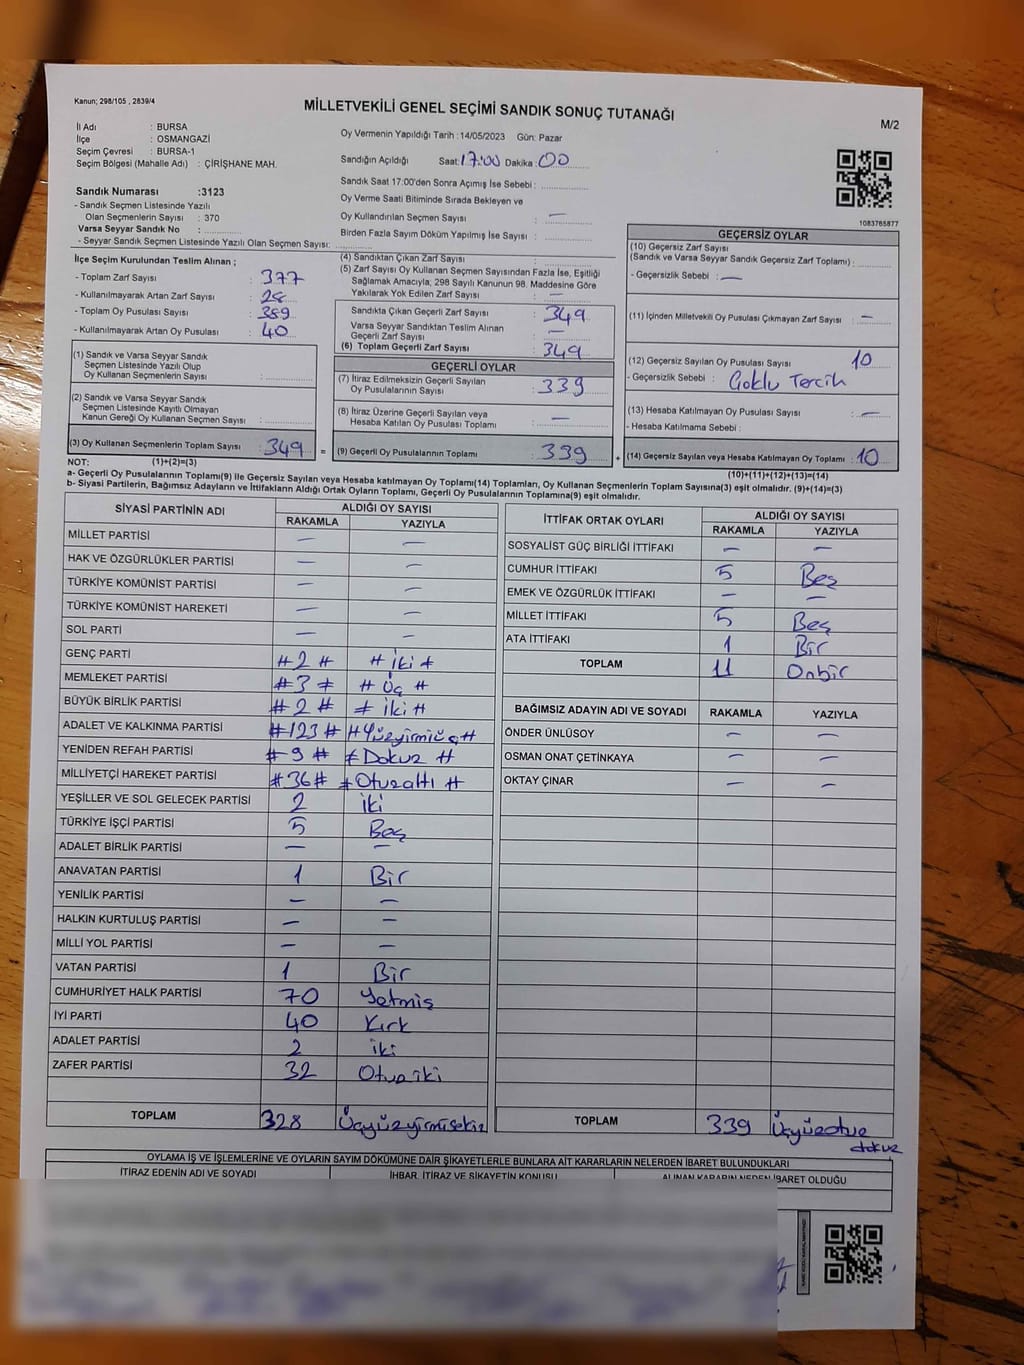 Kanun; 298/105 , 2839/4
MİLLETVEKİLİ GENEL SEÇİMİ SANDIK SONUÇ TUTANAĞI
M/2
İl Adı : BURSA
İlçe : OSMANGAZİ
Seçim Çevresi : BURSA-1
Seçim Bölgesi (Mahalle Adı) : ÇİRİŞHANE MAH.
Oy Vermenin Yapıldığı Tarih : 14/05/2023 Gün: Pazar
Sandığın Açıldığı Saat: 17:00 Dakika : 00
Sandık Saat 17:00'den Sonra Açımış İse Sebebi :
Oy Verme Saati Bitiminde Sırada Bekleyen ve
Oy Kullandırılan Seçmen Sayısı : —
Birden Fazla Sayım Döküm Yapılmış İse Sayısı :
1083765877
Sandık Numarası :3123
- Sandık Seçmen Listesinde Yazılı
Olan Seçmenlerin Sayısı : 370
Varsa Seyyar Sandık No :
- Seyyar Sandık Seçmen Listesinde Yazılı Olan Seçmen Sayısı:
İlçe Seçim Kurulundan Teslim Alınan ;
- Toplam Zarf Sayısı : 377
- Kullanılmayarak Artan Zarf Sayısı : 28
- Toplam Oy Pusulası Sayısı : 389
- Kullanılmayarak Artan Oy Pusulası : 40
(1) Sandık ve Varsa Seyyar Sandık
Seçmen Listesinde Yazılı Olup
Oy Kullanan Seçmenlerin Sayısı :
(2) Sandık ve Varsa Seyyar Sandık
Seçmen Listesinde Kayıtlı Olmayan
Kanun Gereği Oy Kullanan Seçmen Sayısı :
(3) Oy Kullanan Seçmenlerin Toplam Sayısı : 349 =
(4) Sandıktan Çıkan Zarf Sayısı :
(5) Zarf Sayısı Oy Kullanan Seçmen Sayısından Fazla İse, Eşitliği
Sağlamak Amacıyla; 298 Sayılı Kanunun 98. Maddesine Göre
Yakılarak Yok Edilen Zarf Sayısı : —
Sandıkta Çıkan Geçerli Zarf Sayısı : 349
Varsa Seyyar Sandıktan Teslim Alınan
Geçerli Zarf Sayısı : —
(6) Toplam Geçerli Zarf Sayısı : 349
GEÇERLİ OYLAR
(7) İtiraz Edilmeksizin Geçerli Sayılan
Oy Pusulalarının Sayısı : 339
(8) İtiraz Üzerine Geçerli Sayılan veya
Hesaba Katılan Oy Pusulaları Toplamı : —
(9) Geçerli Oy Pusulalarının Toplamı : 339 +
GEÇERSİZ OYLAR
(10) Geçersiz Zarf Sayısı
(Sandık ve Varsa Seyyar Sandık Geçersiz Zarf Toplamı) :
- Geçersizlik Sebebi : —
(11) İçinden Milletvekili Oy Pusulası Çıkmayan Zarf Sayısı : —
(12) Geçersiz Sayılan Oy Pusulası Sayısı : 10
- Geçersizlik Sebebi : Çoklu Tercih
(13) Hesaba Katılmayan Oy Pusulası Sayısı : —
- Hesaba Katılmama Sebebi :
(14) Geçersiz Sayılan veya Hesaba Katılmayan Oy Toplamı : 10
NOT: (1)+(2)=(3) (10)+(11)+(12)+(13)=(14)
a- Geçerli Oy Pusulalarının Toplamı(9) ile Geçersiz Sayılan veya Hesaba Katılmayan Oy Toplamı(14) Toplamları, Oy Kullanan Seçmenlerin Toplam Sayısına(3) eşit olmalıdır. (9)+(14)=(3)
b- Siyasi Partilerin, Bağımsız Adayların ve İttifakların Aldığı Ortak Oyların Toplamı, Geçerli Oy Pusulalarının Toplamına(9) eşit olmalıdır.
SİYASİ PARTİNİN ADI ALDIĞI OY SAYISI
RAKAMLA YAZIYLA
MİLLET PARTİSİ — —
HAK VE ÖZGÜRLÜKLER PARTİSİ — —
TÜRKİYE KOMÜNİST PARTİSİ — —
TÜRKİYE KOMÜNİST HAREKETİ — —
SOL PARTİ — —
GENÇ PARTİ # 2 # # İki #
MEMLEKET PARTİSİ # 3 # # Üç #
BÜYÜK BİRLİK PARTİSİ # 2 # # İki #
ADALET VE KALKINMA PARTİSİ # 123 # # Yüzyirmiüç #
YENİDEN REFAH PARTİSİ # 9 # # Dokuz #
MİLLİYETÇİ HAREKET PARTİSİ # 36 # # Otuzaltı #
YEŞİLLER VE SOL GELECEK PARTİSİ 2 İki
TÜRKİYE İŞÇİ PARTİSİ 5 Beş
ADALET BİRLİK PARTİSİ — —
ANAVATAN PARTİSİ 1 Bir
YENİLİK PARTİSİ — —
HALKIN KURTULUŞ PARTİSİ — —
MİLLİ YOL PARTİSİ — —
VATAN PARTİSİ 1 Bir
CUMHURİYET HALK PARTİSİ 70 Yetmiş
İYİ PARTİ 40 Kırk
ADALET PARTİSİ 2 iki
ZAFER PARTİSİ 32 Otuziki
TOPLAM 328 Üçyüzyirmisekiz
İTTİFAK ORTAK OYLARI ALDIĞI OY SAYISI
RAKAMLA YAZIYLA
SOSYALİST GÜÇ BİRLİĞİ İTTİFAKI — —
CUMHUR İTTİFAKI 5 Beş
EMEK VE ÖZGÜRLÜK İTTİFAKI — —
MİLLET İTTİFAKI 5 Beş
ATA İTTİFAKI 1 Bir
TOPLAM 11 Onbir
BAĞIMSIZ ADAYIN ADI VE SOYADI RAKAMLA YAZIYLA
ÖNDER ÜNLÜSOY — —
OSMAN ONAT ÇETİNKAYA — —
OKTAY ÇINAR — —
TOPLAM 339 Üçyüzotuz
dokuz
OYLAMA İŞ VE İŞLEMLERİNE VE OYLARIN SAYIM DÖKÜMÜNE DAİR ŞİKAYETLERLE BUNLARA AİT KARARLARIN NELERDEN İBARET BULUNDUKLARI
İTİRAZ EDENİN ADI VE SOYADI İHBAR, İTİRAZ VE ŞİKAYETİN KONUSU ALINAN KARARIN NEDEN İBARET OLDUĞU